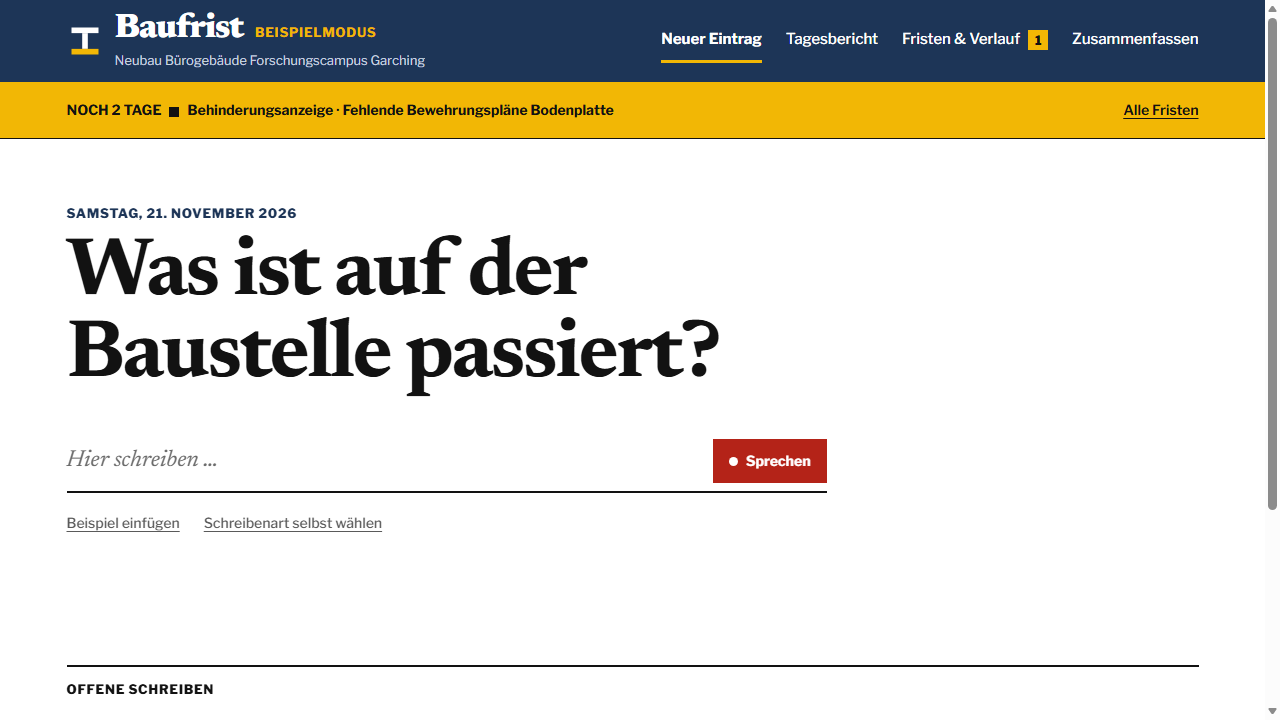 Baufrist BEISPIELMODUS
Neubau Bürogebäude Forschungscampus Garching
Neuer Eintrag
Tagesbericht
Fristen & Verlauf 1
Zusammenfassen
NOCH 2 TAGE ■ Behinderungsanzeige · Fehlende Bewehrungspläne Bodenplatte
Alle Fristen
SAMSTAG, 21. NOVEMBER 2026
Was ist auf der
Baustelle passiert?
Hier schreiben ...
Sprechen
Beispiel einfügen
Schreibenart selbst wählen
OFFENE SCHREIBEN